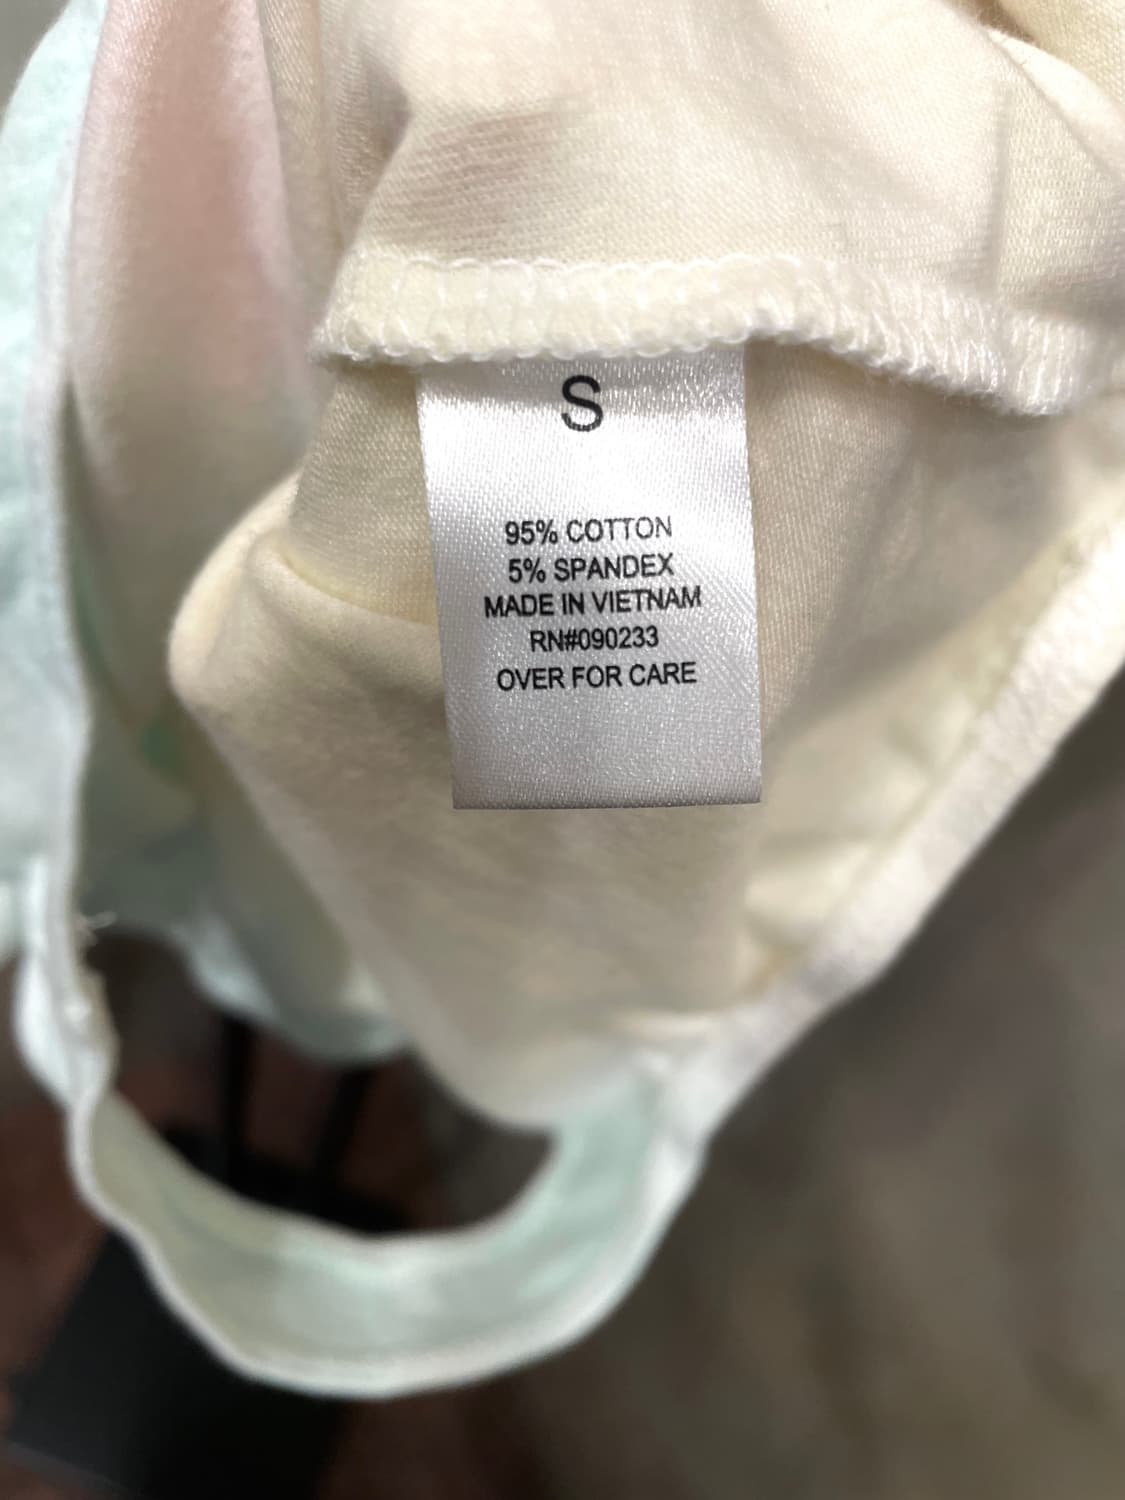 S
95% COTTON
5% SPANDEX
MADE IN VIETNAM
RN#090233
OVER FOR CARE